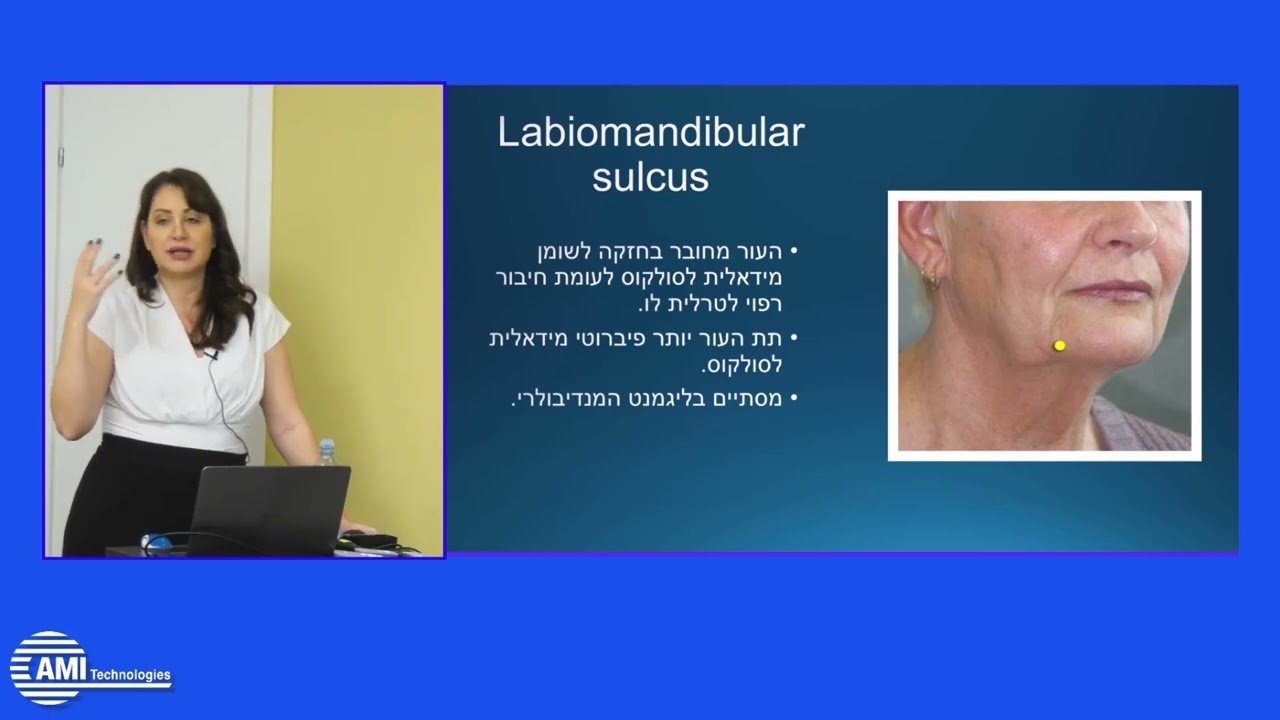 Labiomandibular
sulcus
• העור מחובר בחזקה לשומן
מידאלית לסולקוס לעומת חיבור
רפוי לטרלית לו.
• תת העור יותר פיברוטי מידאלית
לסולקוס.
• מסתיים בליגמנט המנדיבולרי.
AMI Technologies